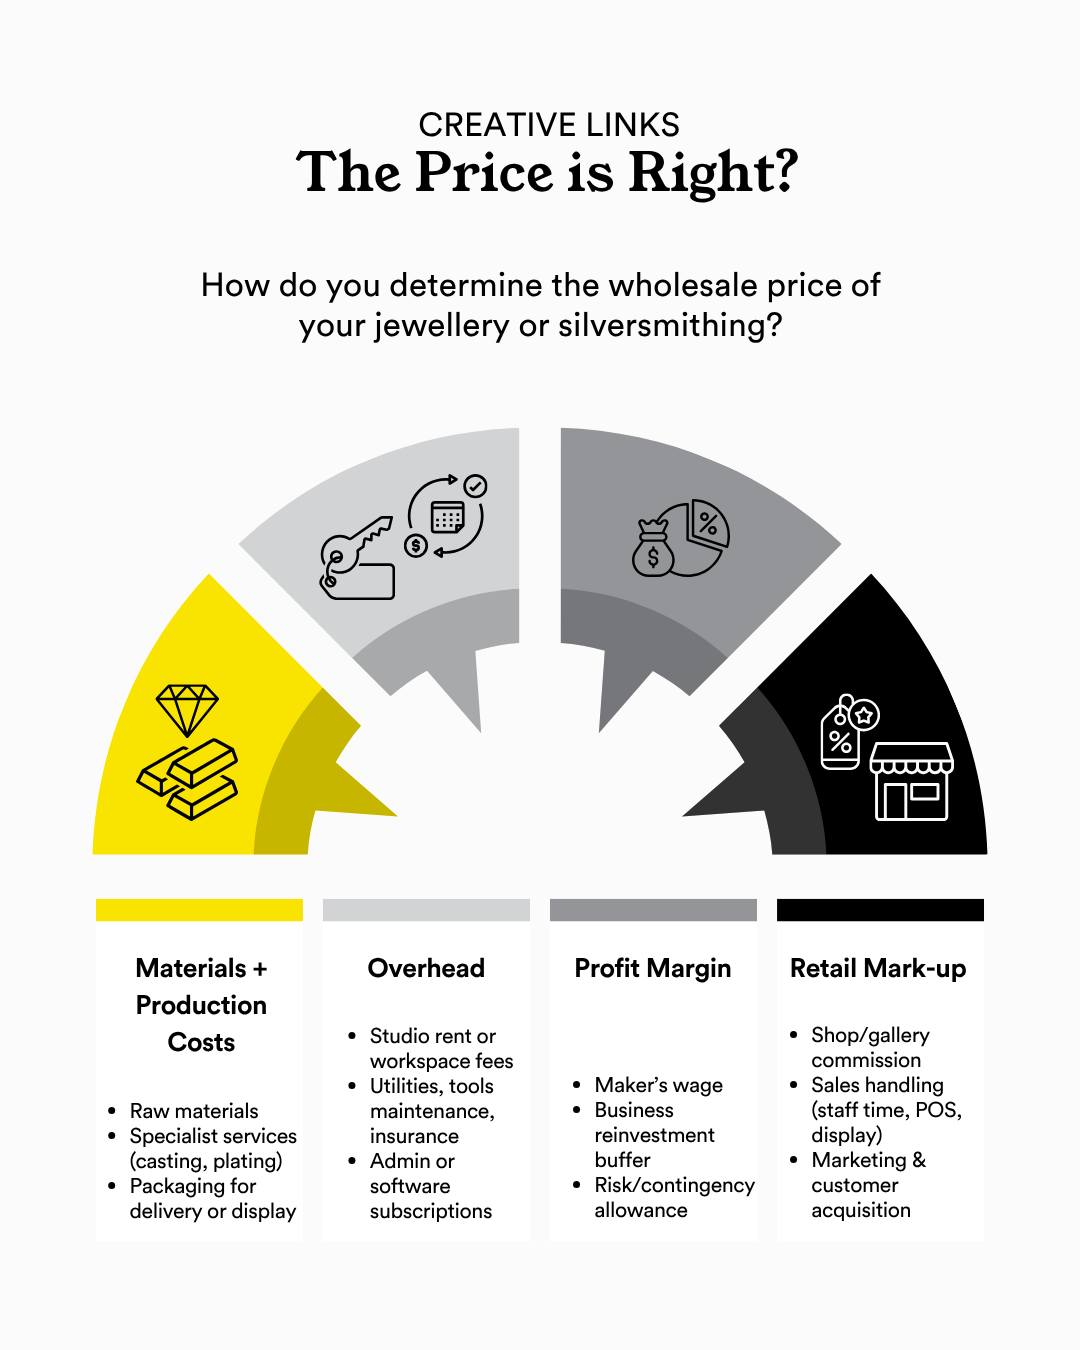 CREATIVE LINKS
The Price is Right?
How do you determine the wholesale price of
your jewellery or silversmithing?
$
%
$
%
Materials +
Production
Costs
• Raw materials
• Specialist services
(casting, plating)
• Packaging for
delivery or display
Overhead
• Studio rent or
workspace fees
• Utilities, tools
maintenance,
insurance
• Admin or
software
subscriptions
Profit Margin
• Maker's wage
• Business
reinvestment
buffer
• Risk/contingency
allowance
Retail Mark-up
• Shop/gallery
commission
• Sales handling
(staff time, POS,
display)
• Marketing &
customer
acquisition